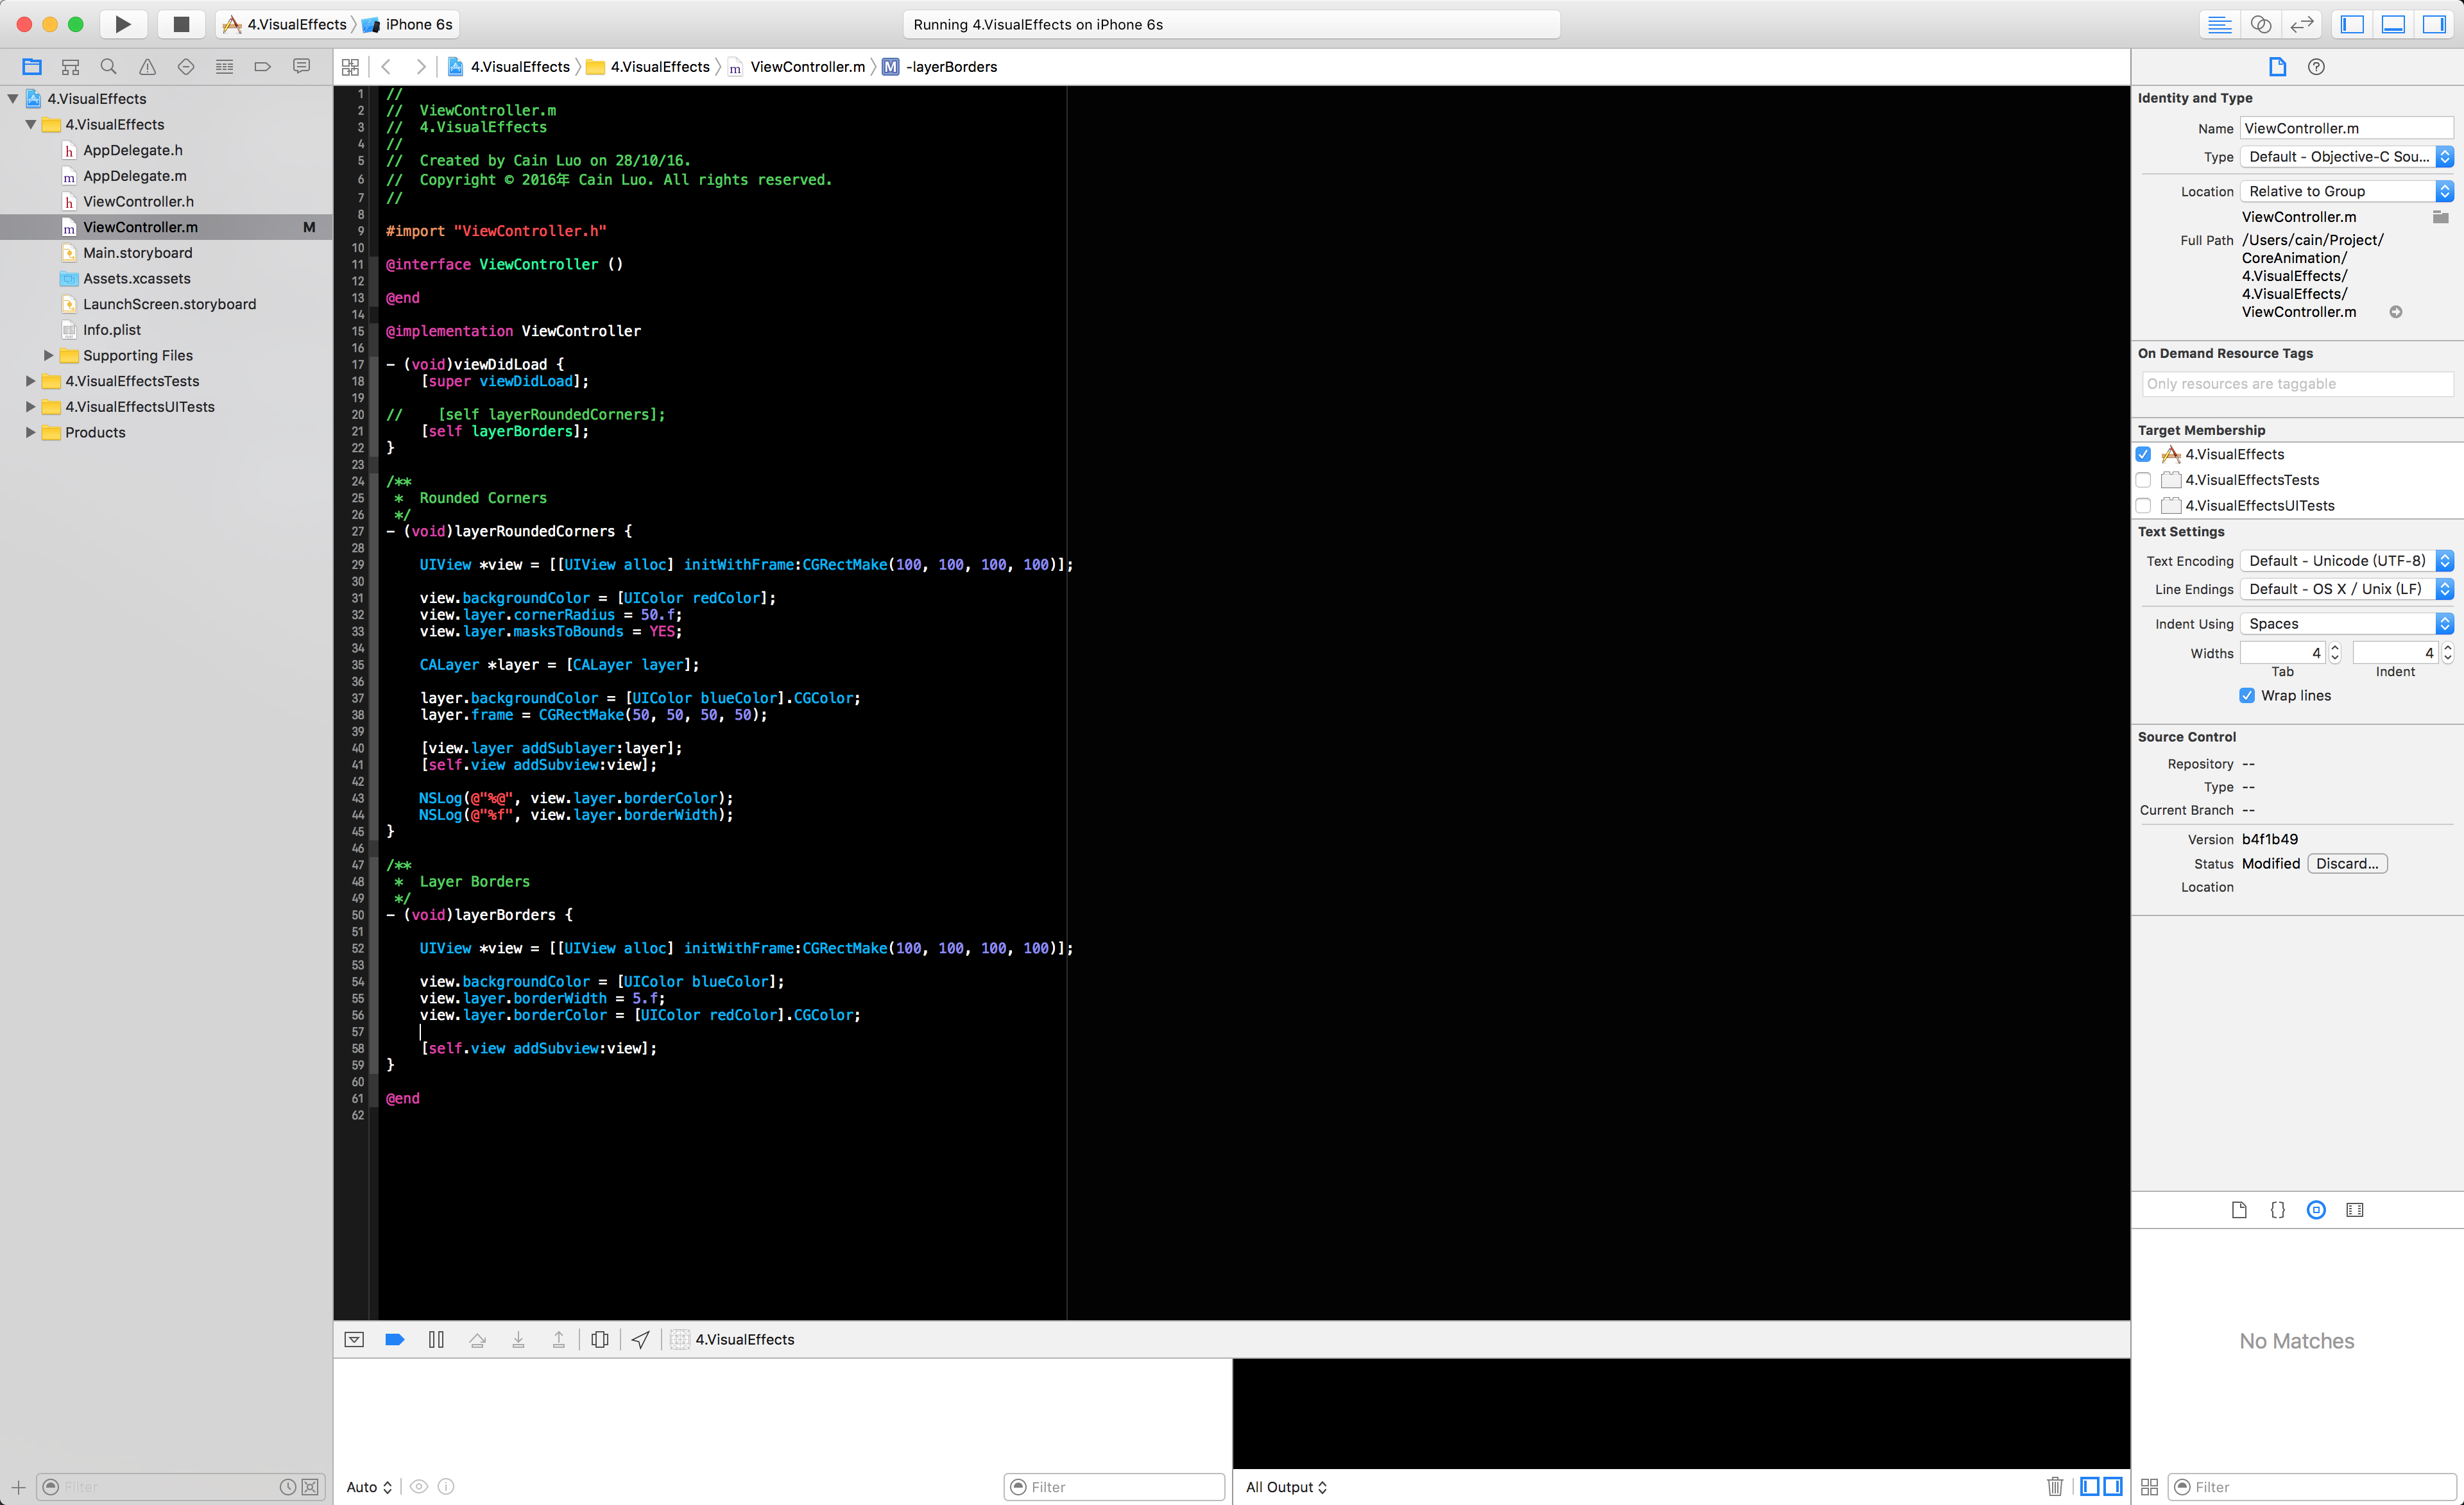 4.VisualEffects
iPhone 6s
Running 4.VisualEffects on iPhone 6s
4.VisualEffects
4.VisualEffects
ViewController.m
-layerBorders
4.VisualEffects
4.VisualEffects
AppDelegate.h
AppDelegate.m
ViewController.h
ViewController.m M
Main.storyboard
Assets.xcassets
LaunchScreen.storyboard
Info.plist
Supporting Files
4.VisualEffectsTests
4.VisualEffectsUITests
Products
Filter
1 //
2 //  ViewController.m
3 //  4.VisualEffects
4 //
5 //  Created by Cain Luo on 28/10/16.
6 //  Copyright © 2016年 Cain Luo. All rights reserved.
7 //
8
9 #import "ViewController.h"
10
11 @interface ViewController ()
12
13 @end
14
15 @implementation ViewController
16
17 - (void)viewDidLoad {
18     [super viewDidLoad];
19
20 //    [self layerRoundedCorners];
21     [self layerBorders];
22 }
23
24 /**
25  *  Rounded Corners
26  */
27 - (void)layerRoundedCorners {
28
29     UIView *view = [[UIView alloc] initWithFrame:CGRectMake(100, 100, 100, 100)];
30
31     view.backgroundColor = [UIColor redColor];
32     view.layer.cornerRadius = 50.f;
33     view.layer.masksToBounds = YES;
34
35     CALayer *layer = [CALayer layer];
36
37     layer.backgroundColor = [UIColor blueColor].CGColor;
38     layer.frame = CGRectMake(50, 50, 50, 50);
39
40     [view.layer addSublayer:layer];
41     [self.view addSubview:view];
42
43     NSLog(@"%@", view.layer.borderColor);
44     NSLog(@"%f", view.layer.borderWidth);
45 }
46
47 /**
48  *  Layer Borders
49  */
50 - (void)layerBorders {
51
52     UIView *view = [[UIView alloc] initWithFrame:CGRectMake(100, 100, 100, 100)];
53
54     view.backgroundColor = [UIColor blueColor];
55     view.layer.borderWidth = 5.f;
56     view.layer.borderColor = [UIColor redColor].CGColor;
57
58     [self.view addSubview:view];
59 }
60
61 @end
62
4.VisualEffects
Auto
Filter
All Output
Identity and Type
Name ViewController.m
Type Default - Objective-C Sou...
Location Relative to Group
ViewController.m
Full Path /Users/cain/Project/
CoreAnimation/
4.VisualEffects/
4.VisualEffects/
ViewController.m
On Demand Resource Tags
Only resources are taggable
Target Membership
4.VisualEffects
4.VisualEffectsTests
4.VisualEffectsUITests
Text Settings
Text Encoding Default - Unicode (UTF-8)
Line Endings Default - OS X / Unix (LF)
Indent Using Spaces
Widths 4 4
Tab Indent
Wrap lines
Source Control
Repository --
Type --
Current Branch --
Version b4f1b49
Status Modified Discard...
Location
No Matches
Filter